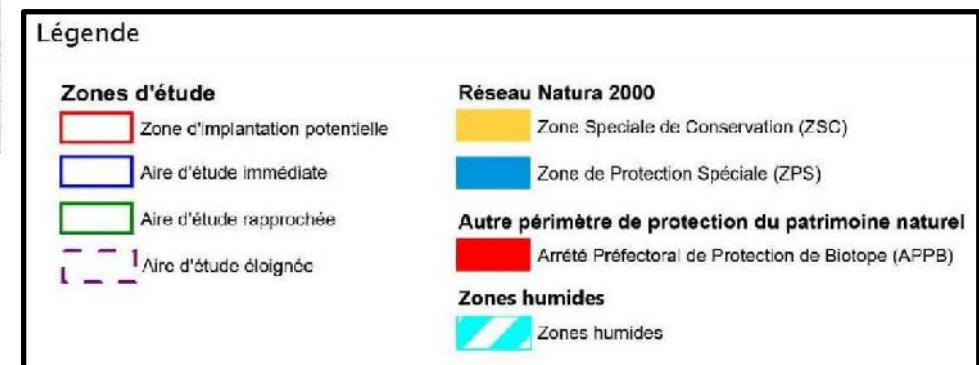 Légende
Zones d'étude
Zone d'implantation potentielle
Aire d'étude immédiate
Aire d'étude rapprochée
Aire d'étude éloignée
Réseau Natura 2000
Zone Speciale de Conservation (ZSC)
Zone de Protection Spéciale (ZPS)
Autre périmètre de protection du patrimoine naturel
Arrété Préfectoral de Protection de Biotope (APPB)
Zones humides
Zones humides